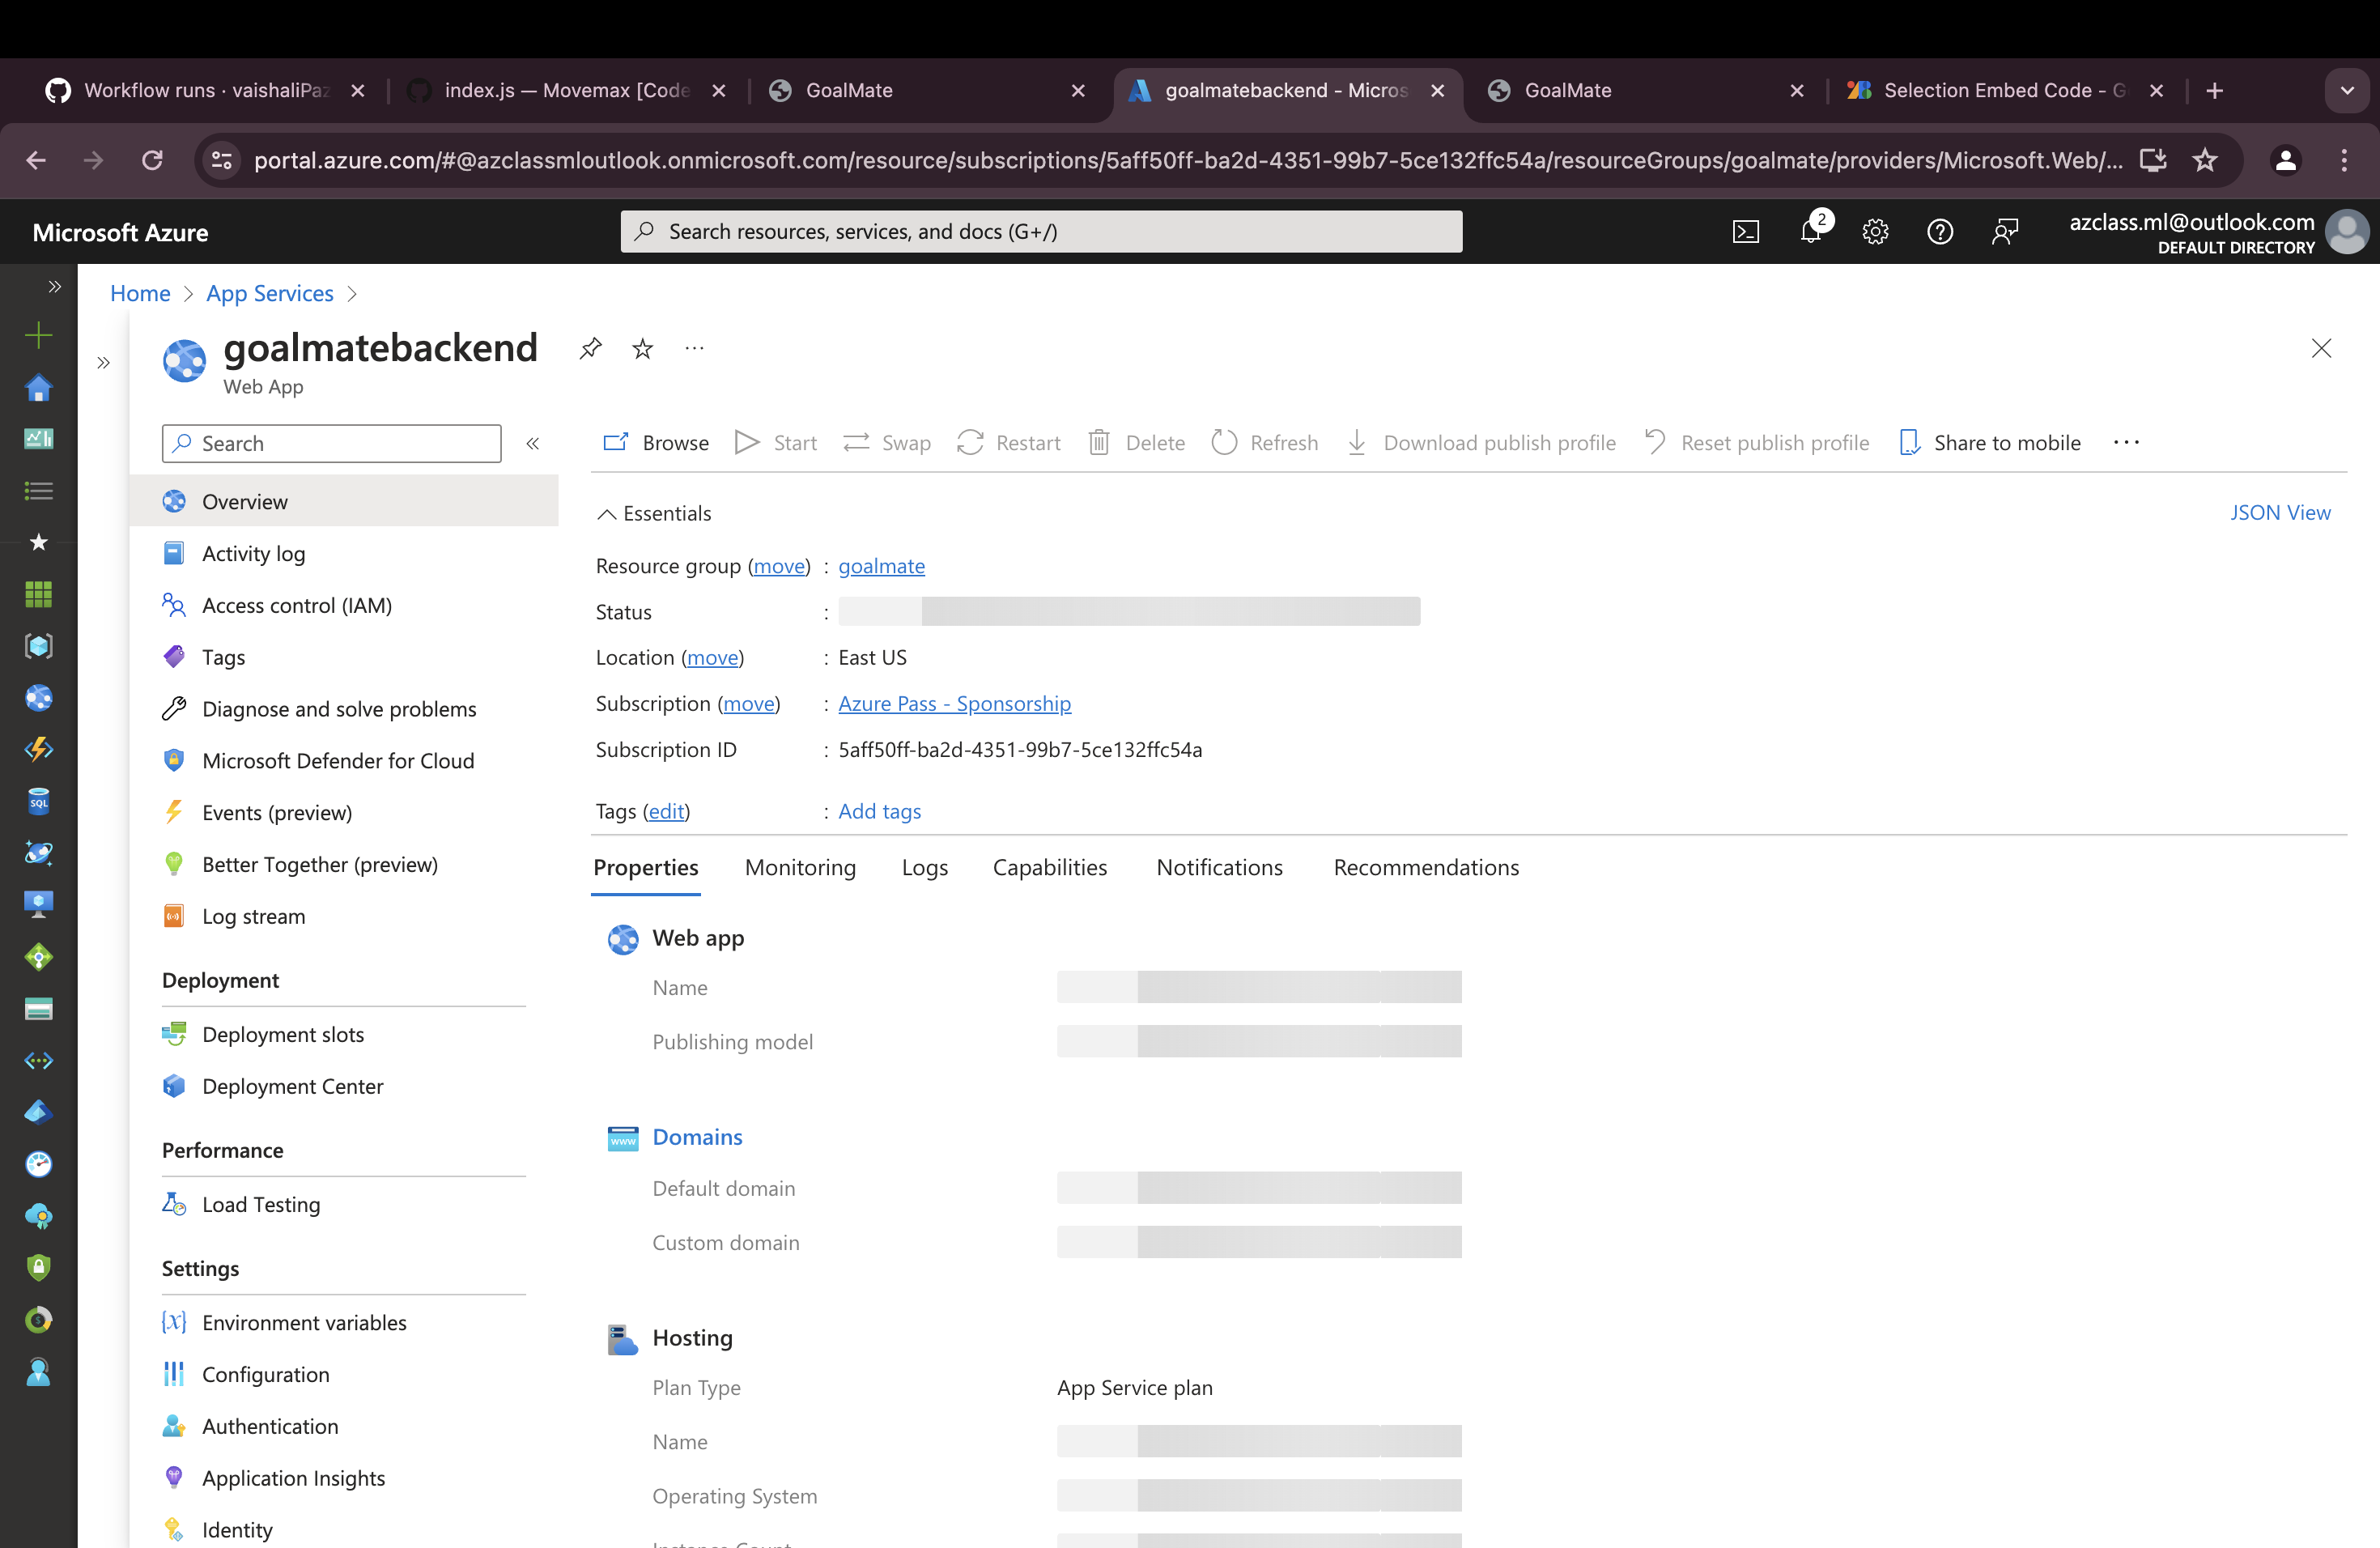 Workflow runs · vaishaliPaz
index.js — Movemax [Code
GoalMate
goalmatebackend - Micros
GoalMate
Selection Embed Code - G
portal.azure.com/#@azclassmloutlook.onmicrosoft.com/resource/subscriptions/5aff50ff-ba2d-4351-99b7-5ce132ffc54a/resourceGroups/goalmate/providers/Microsoft.Web/...
Microsoft Azure
Search resources, services, and docs (G+/)
2
azclass.ml@outlook.com
DEFAULT DIRECTORY
Home > App Services >
goalmatebackend
Web App
Search
Browse Start Swap Restart Delete Refresh Download publish profile Reset publish profile Share to mobile
Overview
Activity log
Access control (IAM)
Tags
Diagnose and solve problems
Microsoft Defender for Cloud
Events (preview)
Better Together (preview)
Log stream
Deployment
Deployment slots
Deployment Center
Performance
Load Testing
Settings
Environment variables
Configuration
Authentication
Application Insights
Identity
Essentials
JSON View
Resource group (move) : goalmate
Status :
Location (move) : East US
Subscription (move) : Azure Pass - Sponsorship
Subscription ID : 5aff50ff-ba2d-4351-99b7-5ce132ffc54a
Tags (edit) : Add tags
Properties Monitoring Logs Capabilities Notifications Recommendations
Web app
Name
Publishing model
www
Domains
Default domain
Custom domain
Hosting
Plan Type App Service plan
Name
Operating System
Instance Count
SQL